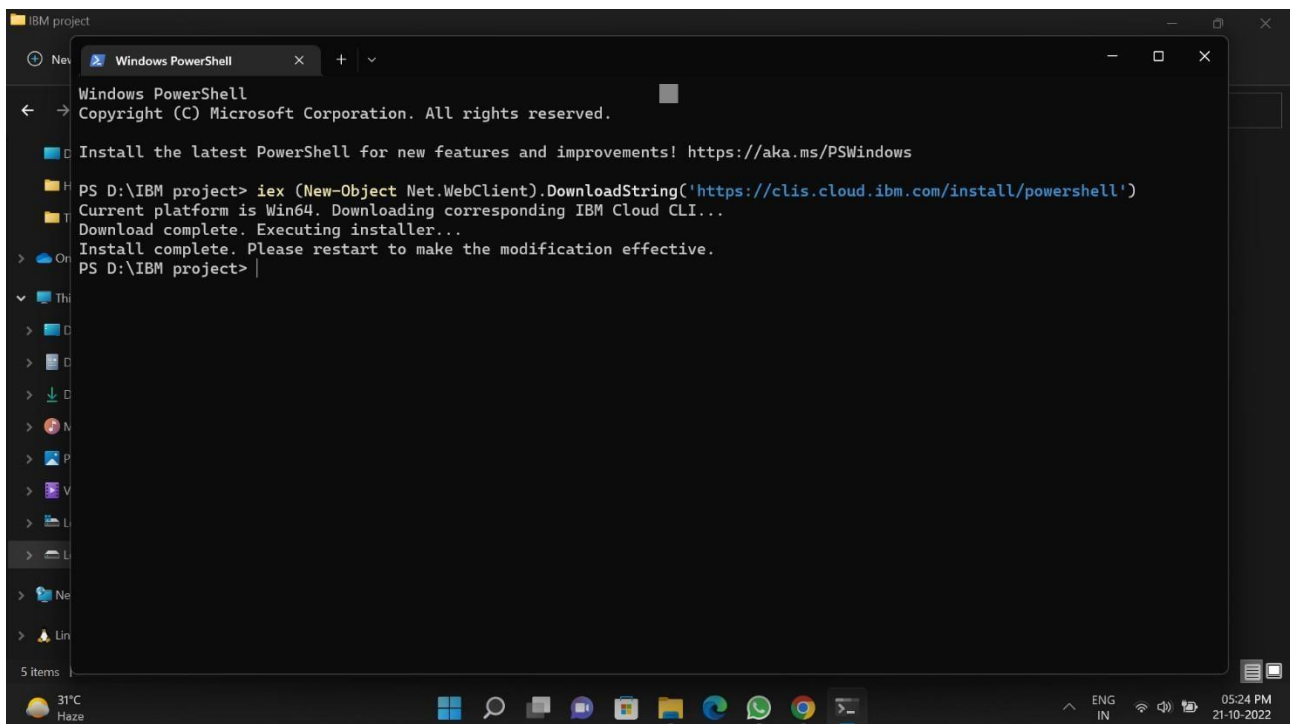 IBM project
Windows PowerShell
Windows PowerShell
Copyright (C) Microsoft Corporation. All rights reserved.
Install the latest PowerShell for new features and improvements! https://aka.ms/PSWindows
PS D:\IBM project> iex (New-Object Net.WebClient).DownloadString('https://clis.cloud.ibm.com/install/powershell')
Current platform is Win64. Downloading corresponding IBM Cloud CLI...
Download complete. Executing installer...
Install complete. Please restart to make the modification effective.
PS D:\IBM project>
5 items
31°C
Haze
ENG
IN
05:24 PM
21-10-2022